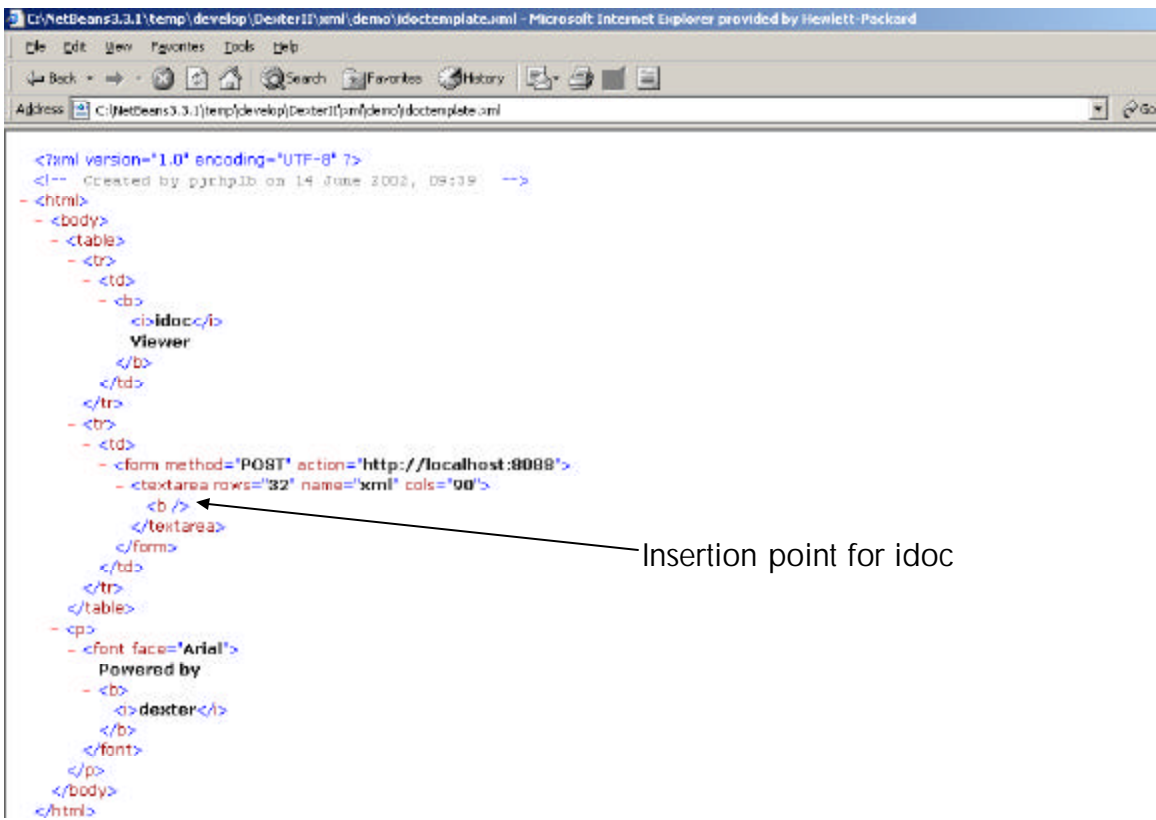 C:\NetBeans3.3.1\temp\develop\DexterII\xml\demo\idoctemplate.xml - Microsoft Internet Explorer provided by Hewlett-Packard
File Edit View Favorites Tools Help
Back Search Favorites History
Address C:\NetBeans3.3.1\temp\develop\DexterII\xml\demo\idoctemplate.xml Go
<?xml version="1.0" encoding="UTF-8" ?>
<!-- Created by pjrhplb on 14 June 2002, 09:39 -->
- <html>
- <body>
- <table>
- <tr>
- <td>
- <b>
<i>idoc</i>
Viewer
</b>
</td>
</tr>
- <tr>
- <td>
- <form method="POST" action="http://localhost:8088">
- <textarea rows="32" name="xml" cols="90">
<b />
</textarea>
Insertion point for idoc
</form>
</td>
</tr>
</table>
- <p>
- <font face="Arial">
Powered by
- <b>
<i>dexter</i>
</b>
</font>
</p>
</body>
</html>